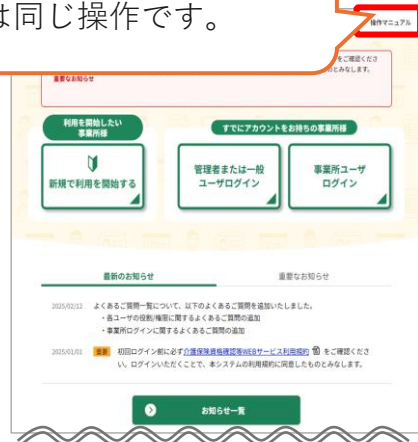 は同じ操作です。
操作マニュアル
をご確認くださ
のとみなします。
重要なお知らせ
利用を開始したい
事業所様
すでにアカウントをお持ちの事業所様
新規で利用を開始する
管理者または一般
ユーザログイン
事業所ユーザ
ログイン
最新のお知らせ
重要なお知らせ
2025/02/12 よくあるご質問一覧について、以下のよくあるご質問を追加いたしました。
・各ユーザの役割/権限に関するよくあるご質問の追加
・事業所ログインに関するよくあるご質問の追加
2025/01/01 重要 初回ログイン前に必ず介護保険資格確認等WEBサービス利用規約 をご確認くださ
い。ログインいただくことで、本システムの利用規約に同意したものとみなします。
お知らせ一覧